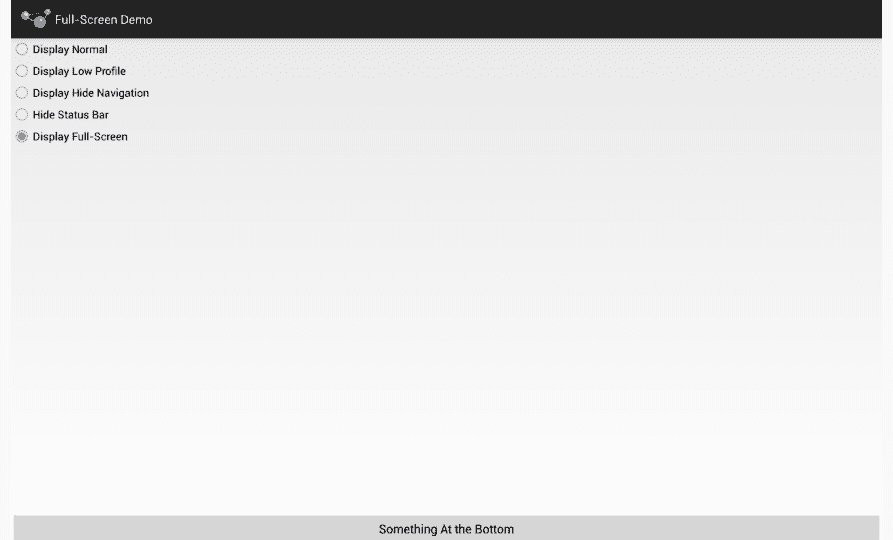 Full-Screen Demo
Display Normal
Display Low Profile
Display Hide Navigation
Hide Status Bar
Display Full-Screen
Something At the Bottom